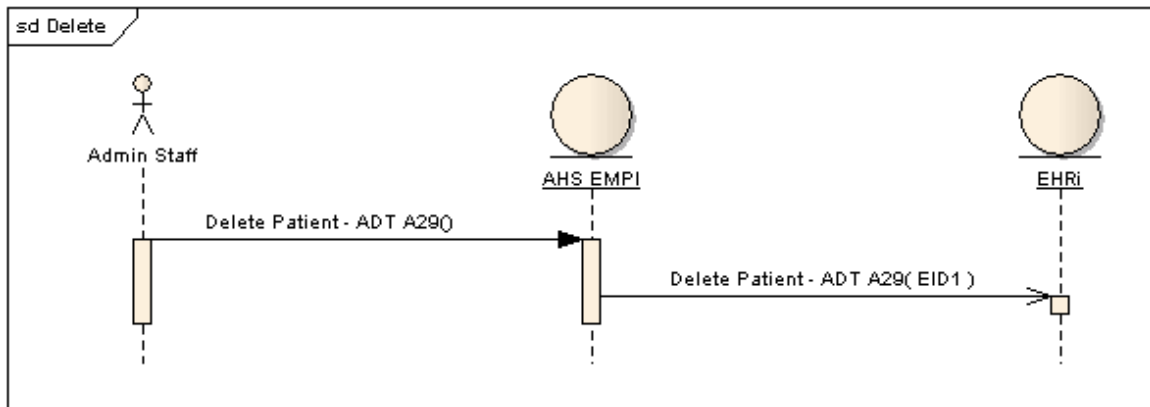 sd Delete
Admin Staff
AHS EMPI
EHRi
Delete Patient - ADT A29()
Delete Patient - ADT A29( EID1 )